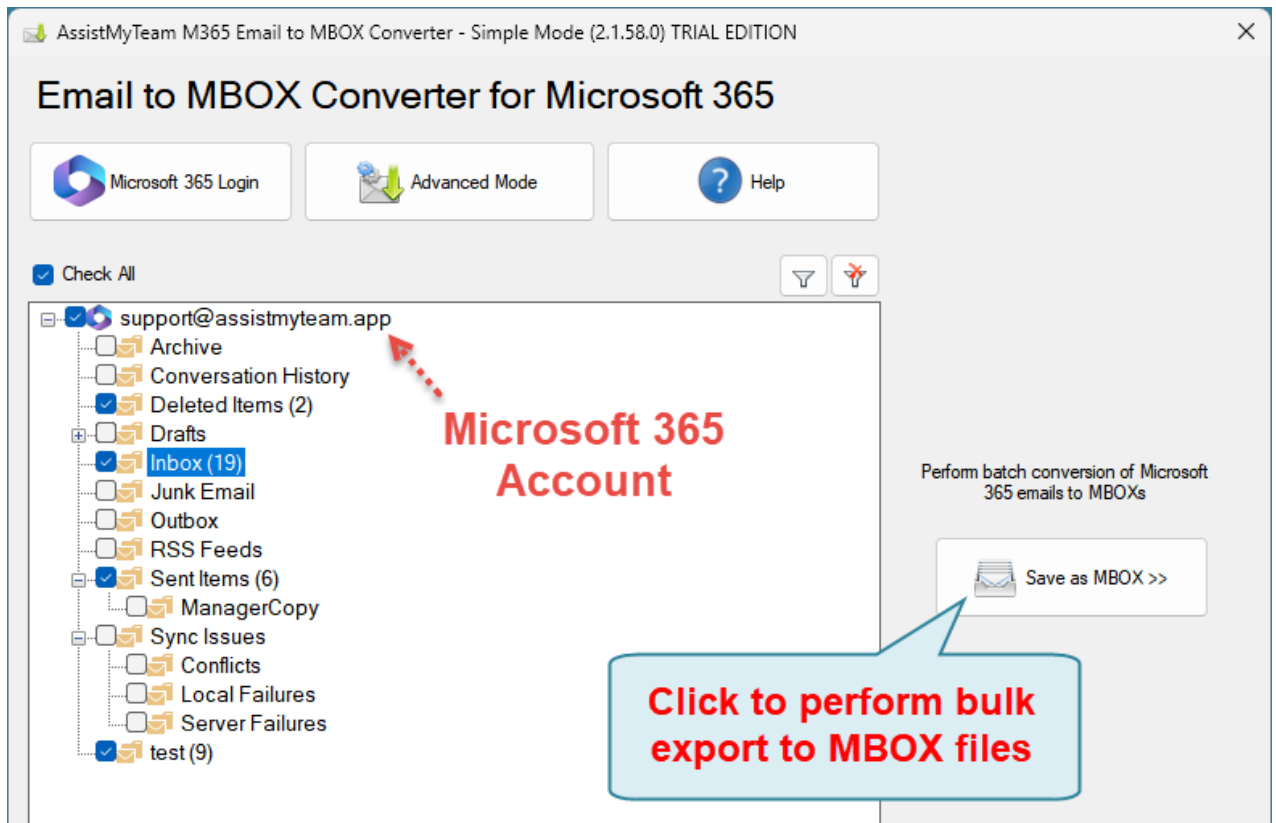 AssistMyTeam M365 Email to MBOX Converter - Simple Mode (2.1.58.0) TRIAL EDITION
Email to MBOX Converter for Microsoft 365
Microsoft 365 Login
Advanced Mode
Help
Check All
support@assistmyteam.app
Archive
Conversation History
Deleted Items (2)
Drafts
Inbox (19)
Junk Email
Outbox
RSS Feeds
Sent Items (6)
ManagerCopy
Sync Issues
Conflicts
Local Failures
Server Failures
test (9)
Microsoft 365
Account
Perform batch conversion of Microsoft
365 emails to MBOXs
Save as MBOX >>
Click to perform bulk
export to MBOX files